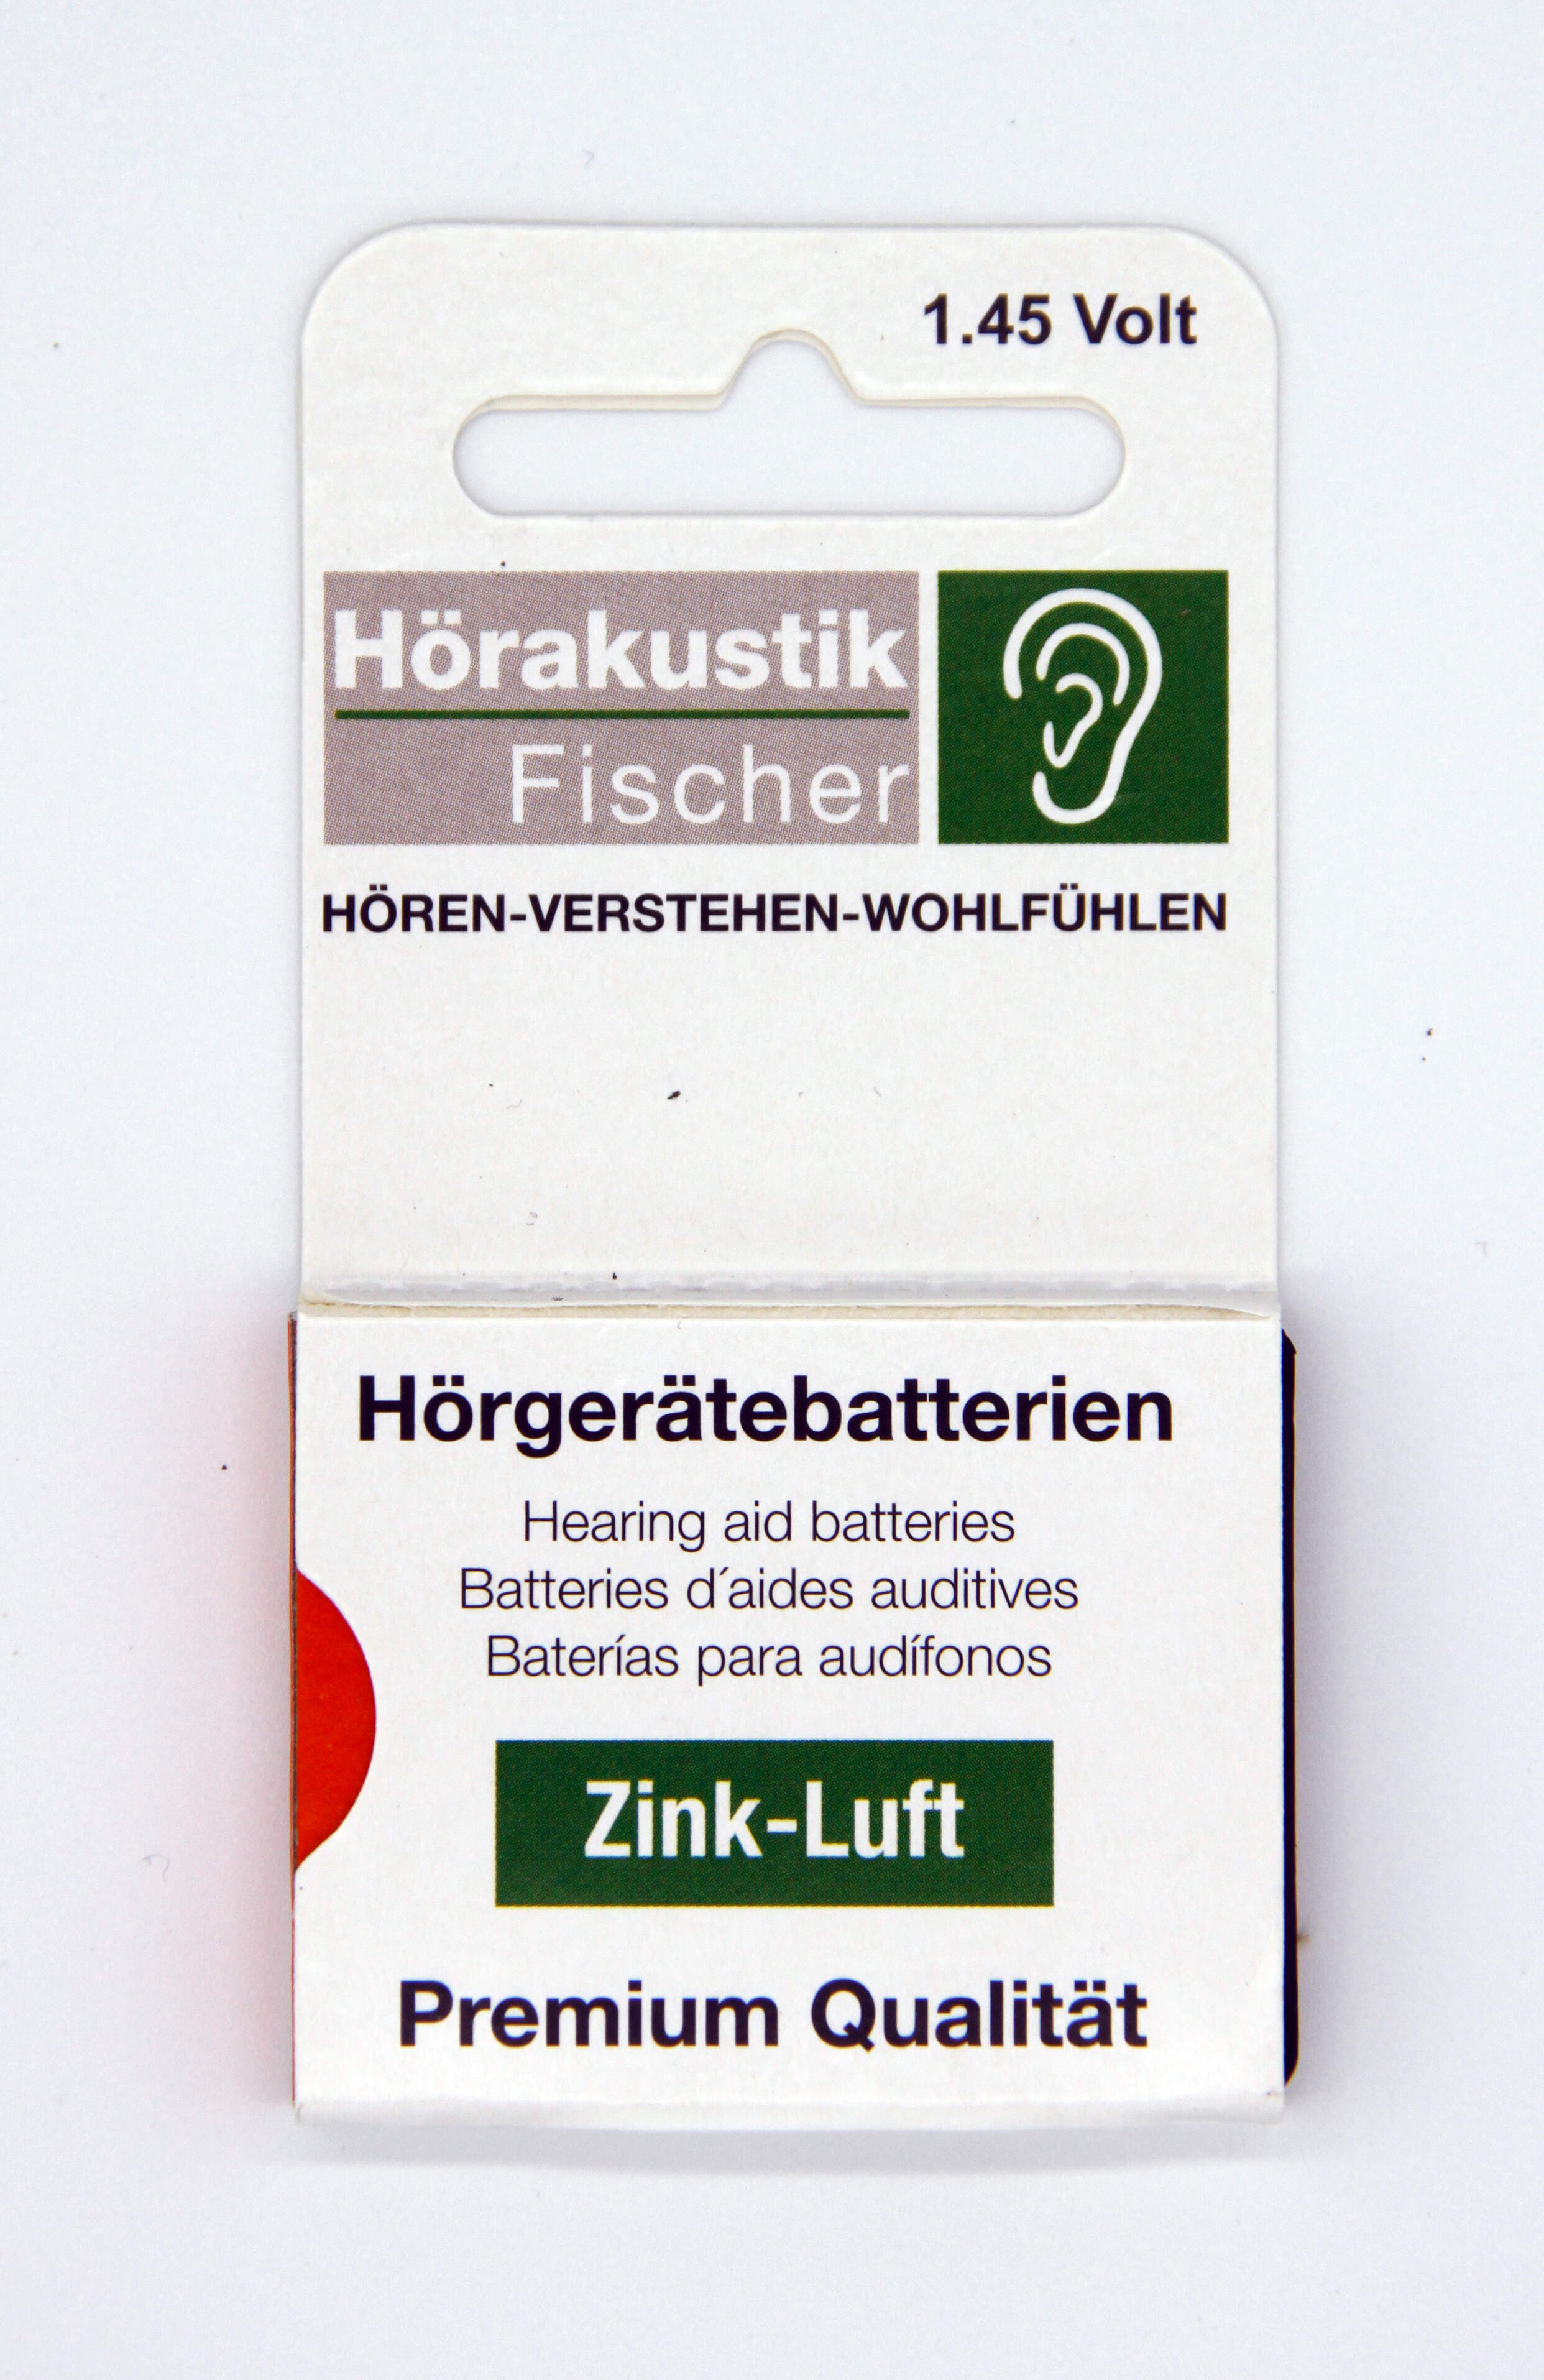 1.45 Volt
Hörakustik
Fischer
HÖREN-VERSTEHEN-WOHLFÜHLEN
Hörgerätebatterien
Hearing aid batteries
Batteries d´aides auditives
Baterías para audífonos
Zink-Luft
Premium Qualität